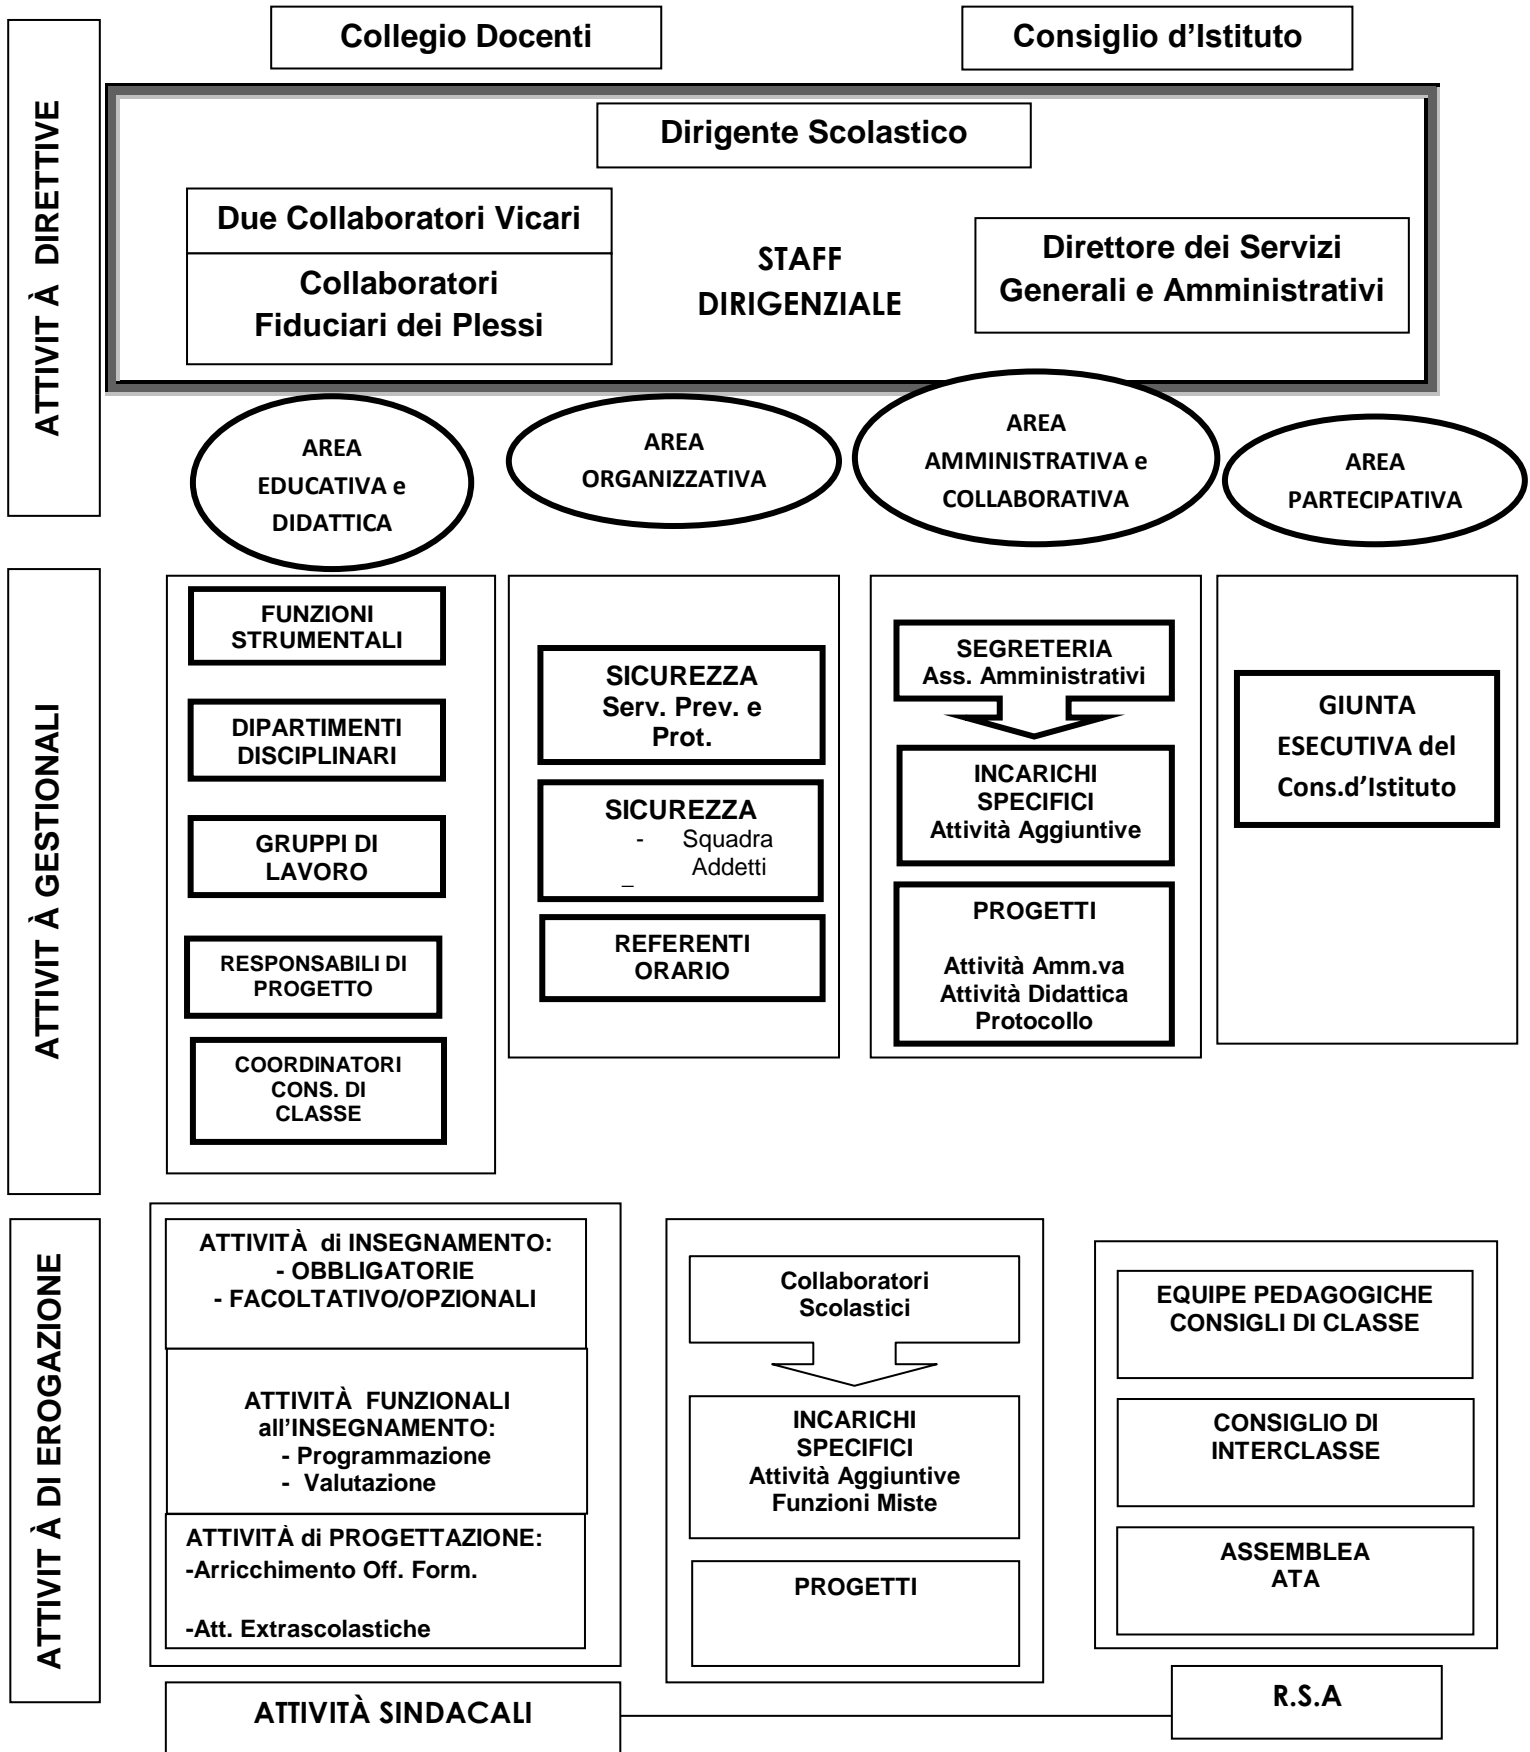 Collegio Docenti
Consiglio d'Istituto
ATTIVIT À DIRETTIVE
Dirigente Scolastico
Due Collaboratori Vicari
Collaboratori
Fiduciari dei Plessi
STAFF
DIRIGENZIALE
Direttore dei Servizi
Generali e Amministrativi
AREA
EDUCATIVA e
DIDATTICA
AREA
ORGANIZZATIVA
AREA
AMMINISTRATIVA e
COLLABORATIVA
AREA
PARTECIPATIVA
ATTIVIT À GESTIONALI
FUNZIONI
STRUMENTALI
DIPARTIMENTI
DISCIPLINARI
GRUPPI DI
LAVORO
RESPONSABILI DI
PROGETTO
COORDINATORI
CONS. DI
CLASSE
SICUREZZA
Serv. Prev. e
Prot.
SICUREZZA
- Squadra
Addetti
_
REFERENTI
ORARIO
SEGRETERIA
Ass. Amministrativi
INCARICHI
SPECIFICI
Attività Aggiuntive
PROGETTI
Attività Amm.va
Attività Didattica
Protocollo
GIUNTA
ESECUTIVA del
Cons.d'Istituto
ATTIVIT À DI EROGAZIONE
ATTIVITÀ di INSEGNAMENTO:
- OBBLIGATORIE
- FACOLTATIVO/OPZIONALI
ATTIVITÀ FUNZIONALI
all'INSEGNAMENTO:
- Programmazione
- Valutazione
ATTIVITÀ di PROGETTAZIONE:
-Arricchimento Off. Form.
-Att. Extrascolastiche
Collaboratori
Scolastici
INCARICHI
SPECIFICI
Attività Aggiuntive
Funzioni Miste
PROGETTI
EQUIPE PEDAGOGICHE
CONSIGLI DI CLASSE
CONSIGLIO DI
INTERCLASSE
ASSEMBLEA
ATA
ATTIVITÀ SINDACALI
R.S.A